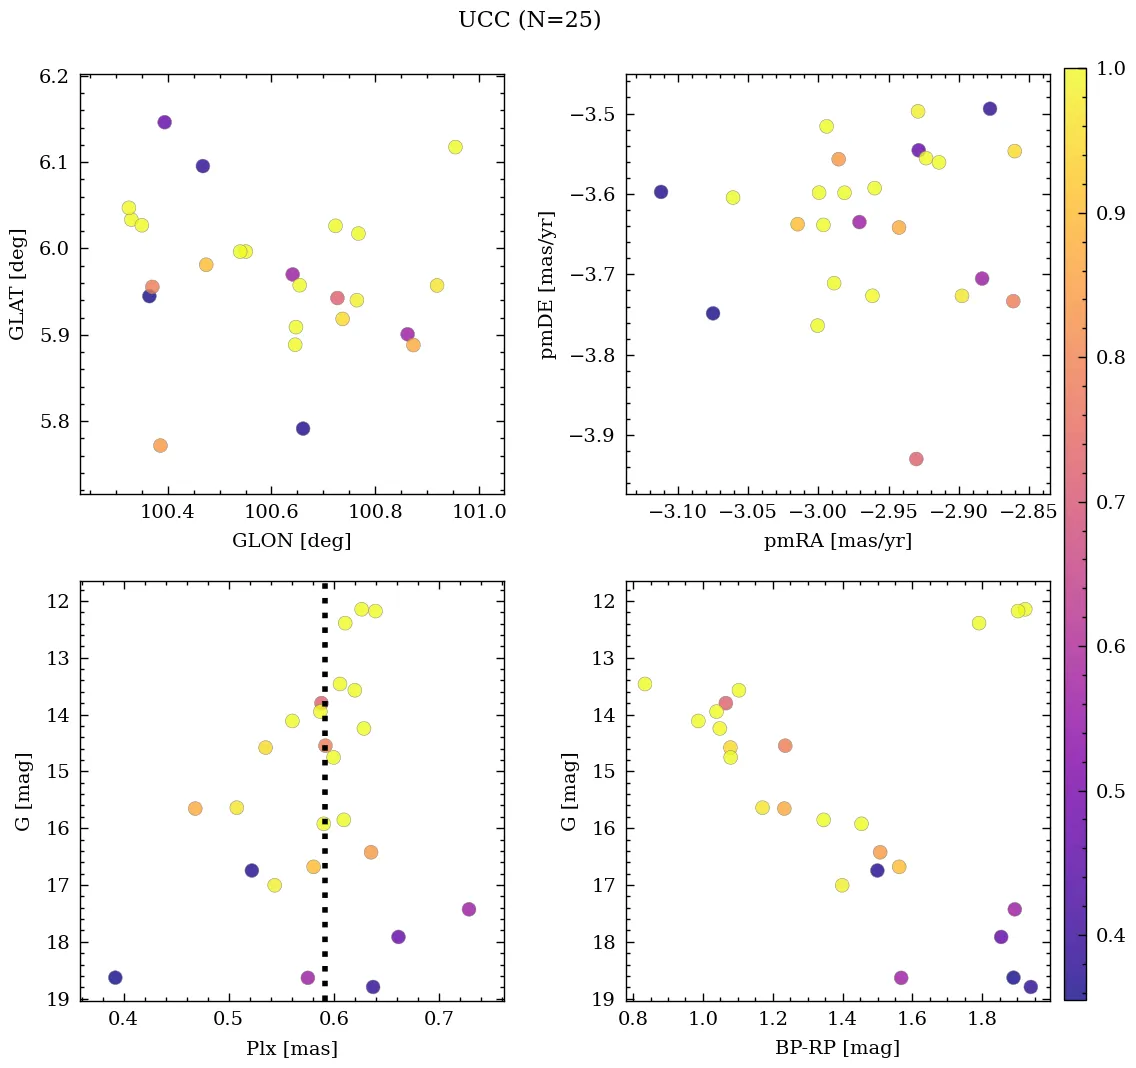 UCC (N=25)
6.2
6.1
6.0
5.9
5.8
GLAT [deg]
100.4 100.6 100.8 101.0
GLON [deg]
−3.5
−3.6
−3.7
−3.8
−3.9
pmDE [mas/yr]
−3.10 −3.05 −3.00 −2.95 −2.90 −2.85
pmRA [mas/yr]
12
13
14
15
16
17
18
19
G [mag]
0.4 0.5 0.6 0.7
Plx [mas]
12
13
14
15
16
17
18
19
G [mag]
0.8 1.0 1.2 1.4 1.6 1.8
BP-RP [mag]
1.0
0.9
0.8
0.7
0.6
0.5
0.4